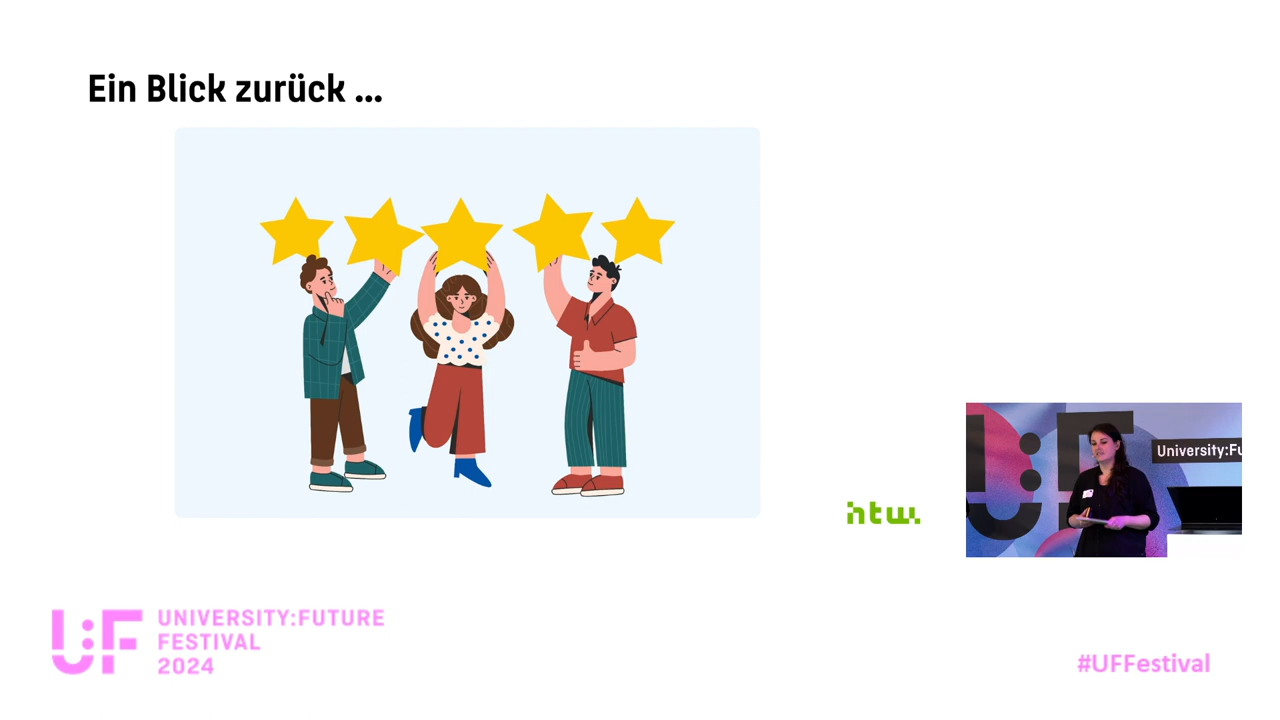 Ein Blick zurück ...
University:Fu
htw.
U:F
UNIVERSITY:FUTURE
FESTIVAL
2024
#UFFestival